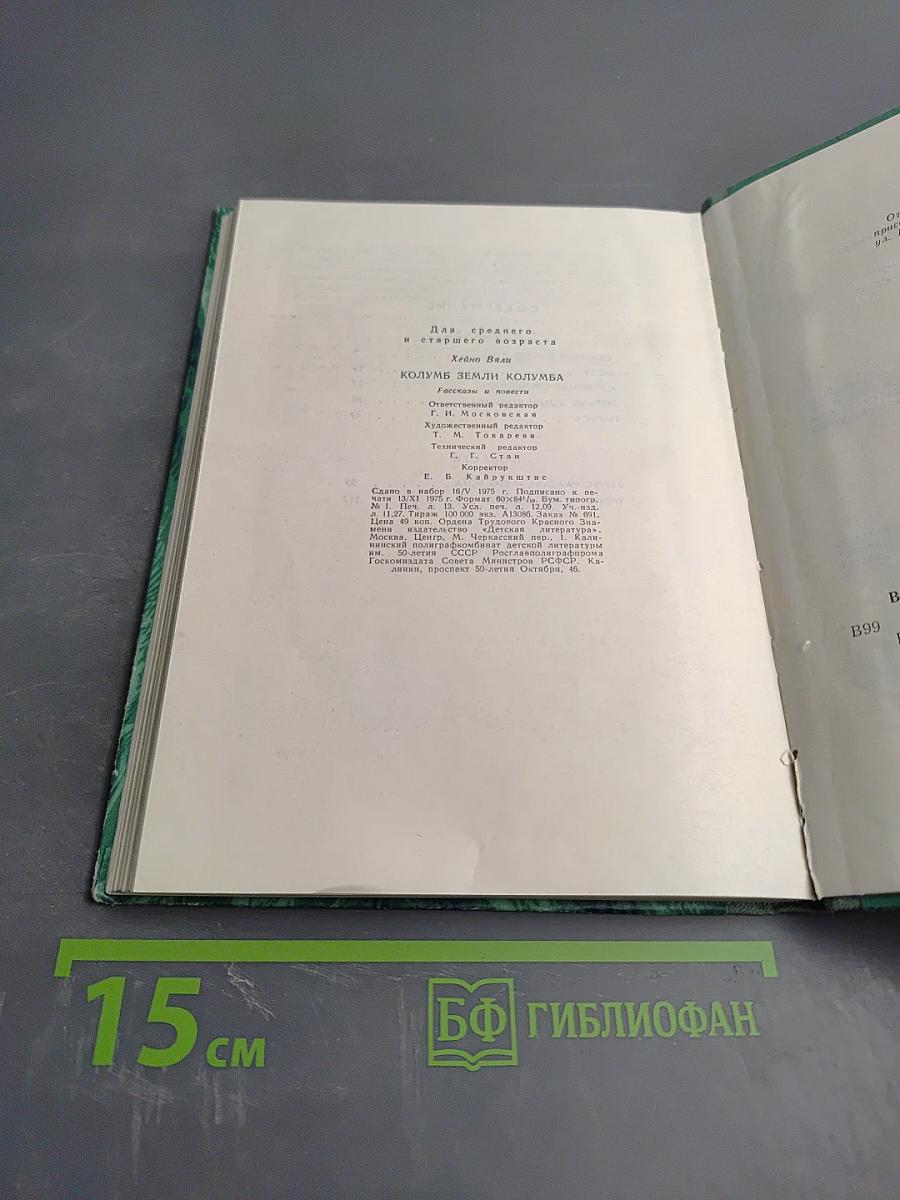 Для среднего
и старшего возраста
Хейно Вяли
КОЛУМБ ЗЕМЛИ КОЛУМБА
Рассказы и повести
Ответственный редактор
Г. И. Московская
Художественный редактор
Т. М. Токарева
Технический редактор
Г. Г. Стан
Корректор
Е. Б. Кайрукштис
Сдано в набор 16/V 1975 г. Подписано к пе-
чати 13/XI 1975 г. Формат 60×84¹/₁₆. Бум. типогр.
№ 1. Печ. л. 13. Усл. печ. л. 12,09. Уч.-изд.
л. 11,27. Тираж 100 000 экз. А13086. Заказ № 691.
Цена 49 коп. Ордена Трудового Красного Зна-
мени издательство «Детская литература».
Москва, Центр, М. Черкасский пер., 1. Кали-
нинский полиграфкомбинат детской литературы
им. 50-летия СССР Росглавполиграфпрома
Госкомиздата Совета Министров РСФСР. Ка-
линин, проспект 50-летия Октября, 46.
От
прис
ул.
В
В99
15 см
БФ ГИБЛИОФАН